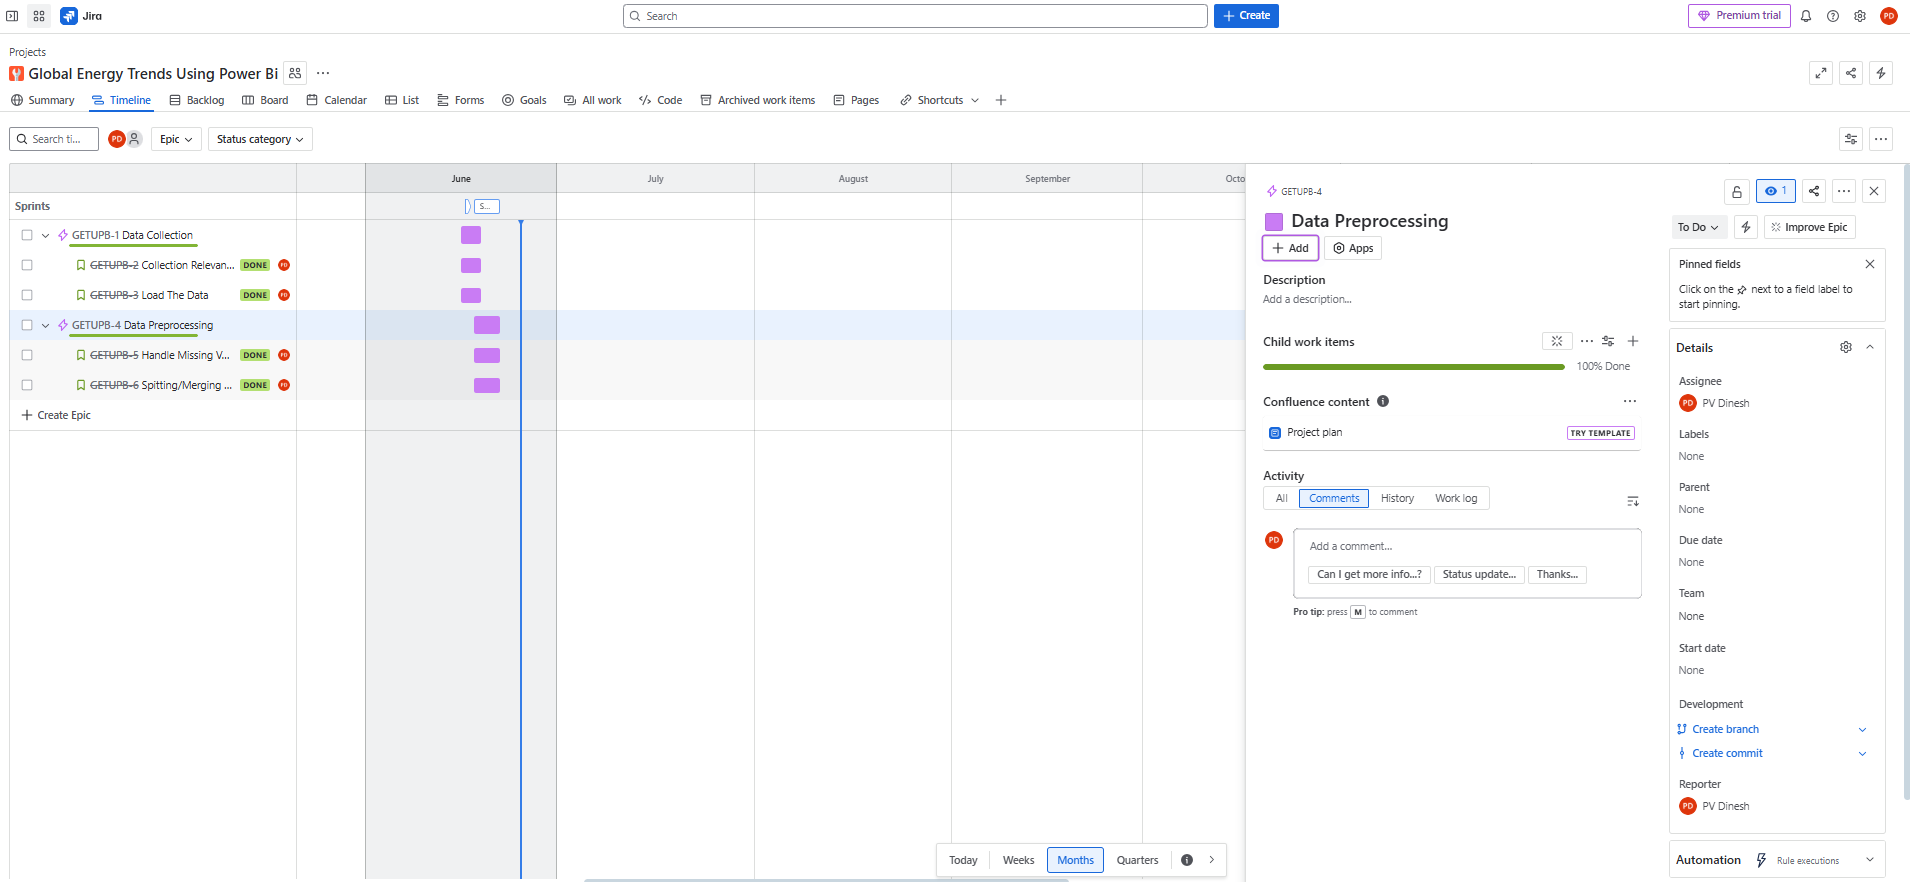 Jira
Search
Create
Premium trial
PD
Projects
Global Energy Trends Using Power Bi
Summary
Timeline
Backlog
Board
Calendar
List
Forms
Goals
All work
Code
Archived work items
Pages
Shortcuts
Search ti...
PD
Epic
Status category
June
July
August
September
Octo
Sprints
S...
GETUPB-1 Data Collection
GETUPB-2 Collection Relevan... DONE PD
GETUPB-3 Load The Data DONE PD
GETUPB-4 Data Preprocessing
GETUPB-5 Handle Missing V... DONE PD
GETUPB-6 Spitting/Merging ... DONE PD
Create Epic
Today
Weeks
Months
Quarters
GETUPB-4
1
Data Preprocessing
Add
Apps
Description
Add a description...
Child work items
100% Done
Confluence content
Project plan
TRY TEMPLATE
Activity
All
Comments
History
Work log
PD
Add a comment...
Can I get more info...?
Status update...
Thanks...
Pro tip: press M to comment
To Do
Improve Epic
Pinned fields
Click on the next to a field label to
start pinning.
Details
Assignee
PD PV Dinesh
Labels
None
Parent
None
Due date
None
Team
None
Start date
None
Development
Create branch
Create commit
Reporter
PD PV Dinesh
Automation
Rule executions